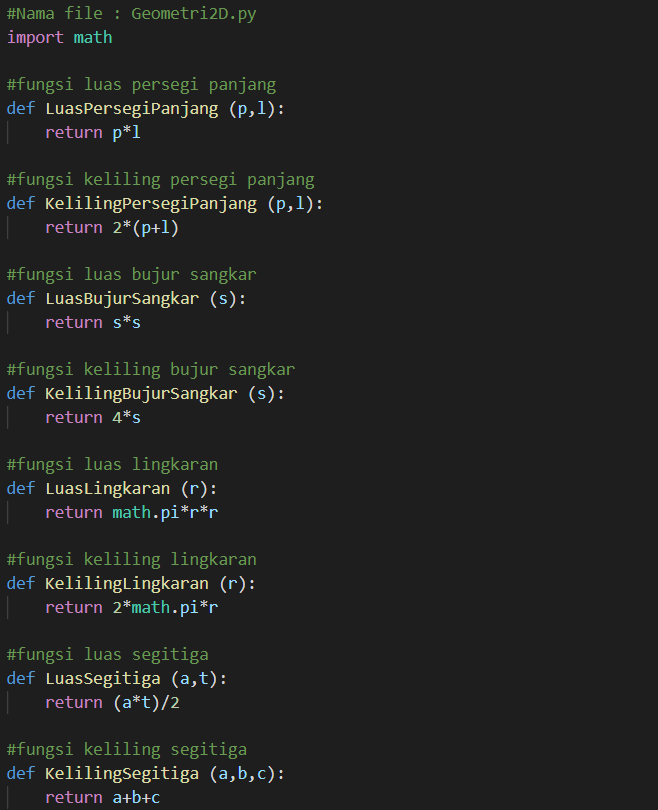 #Nama file : Geometri2D.py
import math
#fungsi luas persegi panjang
def LuasPersegiPanjang (p,l):
    return p*l
#fungsi keliling persegi panjang
def KelilingPersegiPanjang (p,l):
    return 2*(p+l)
#fungsi luas bujur sangkar
def LuasBujurSangkar (s):
    return s*s
#fungsi keliling bujur sangkar
def KelilingBujurSangkar (s):
    return 4*s
#fungsi luas lingkaran
def LuasLingkaran (r):
    return math.pi*r*r
#fungsi keliling lingkaran
def KelilingLingkaran (r):
    return 2*math.pi*r
#fungsi luas segitiga
def LuasSegitiga (a,t):
    return (a*t)/2
#fungsi keliling segitiga
def KelilingSegitiga (a,b,c):
    return a+b+c